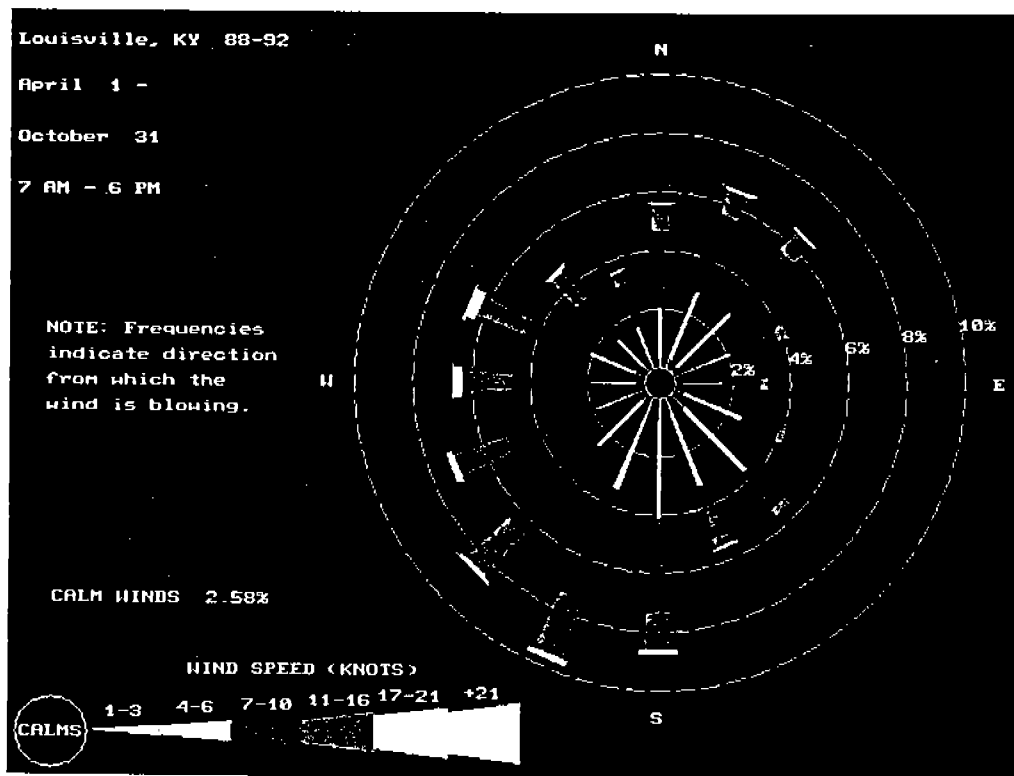 Louisville, KY 88-92
April 1 -
October 31
7 AM - 6 PM
N
NOTE: Frequencies
indicate direction
from which the
wind is blowing.
W
2%
4%
6%
8%
10%
E
CALM WINDS 2.58%
S
WIND SPEED (KNOTS)
CALMS
1-3
4-6
7-10
11-16
17-21
+21